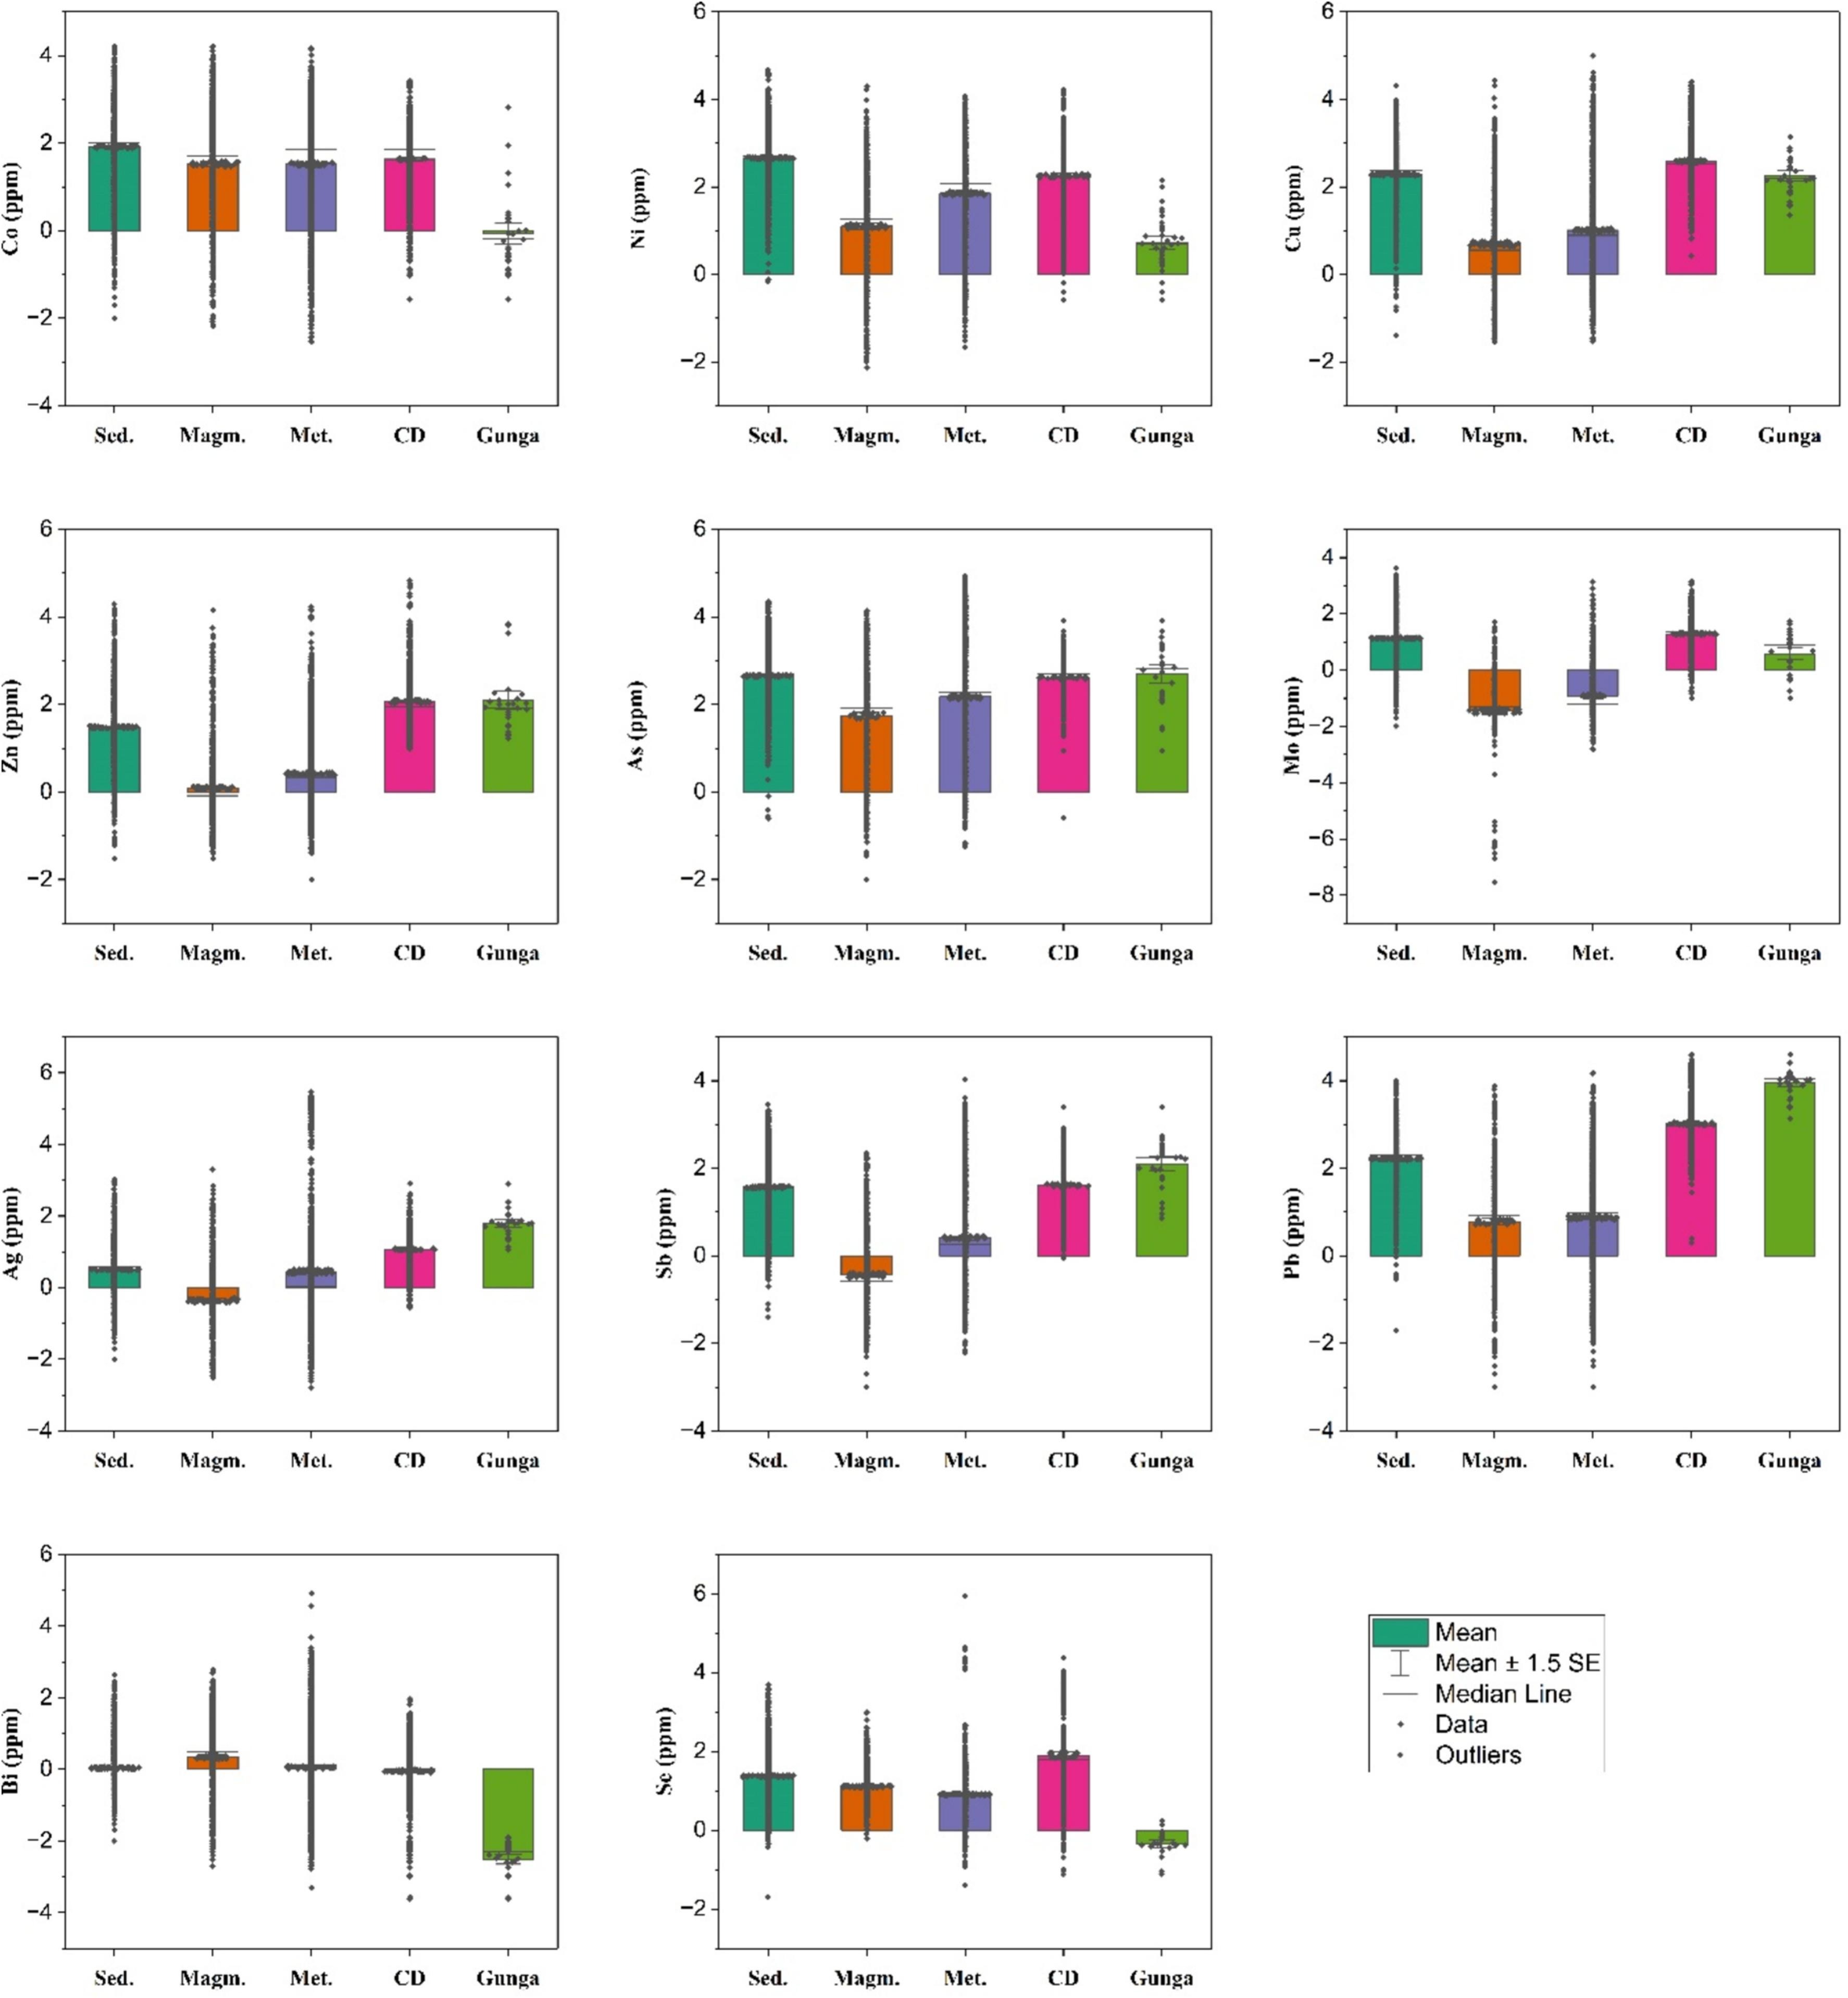 Co (ppm)
4
2
0
−2
−4
Sed. Magm. Met. CD Gunga
Ni (ppm)
6
4
2
0
−2
Sed. Magm. Met. CD Gunga
Cu (ppm)
6
4
2
0
−2
Sed. Magm. Met. CD Gunga
Zn (ppm)
6
4
2
0
−2
Sed. Magm. Met. CD Gunga
As (ppm)
6
4
2
0
−2
Sed. Magm. Met. CD Gunga
Mo (ppm)
4
2
0
−2
−4
−6
−8
Sed. Magm. Met. CD Gunga
Ag (ppm)
6
4
2
0
−2
−4
Sed. Magm. Met. CD Gunga
Sb (ppm)
4
2
0
−2
−4
Sed. Magm. Met. CD Gunga
Pb (ppm)
4
2
0
−2
−4
Sed. Magm. Met. CD Gunga
Bi (ppm)
6
4
2
0
−2
−4
Sed. Magm. Met. CD Gunga
Se (ppm)
6
4
2
0
−2
Sed. Magm. Met. CD Gunga
Mean
Mean ± 1.5 SE
Median Line
Data
Outliers